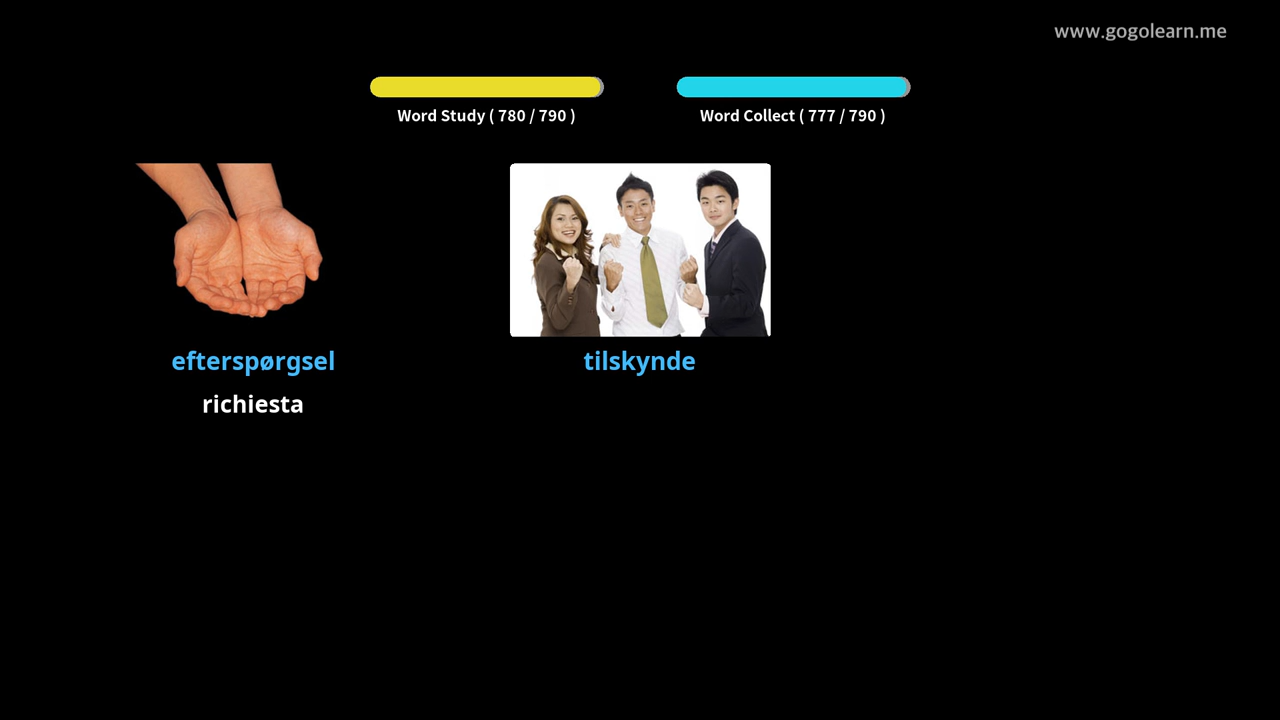 www.gogolearn.me
Word Study ( 780 / 790 )
Word Collect ( 777 / 790 )
efterspørgsel
richiesta
tilskynde